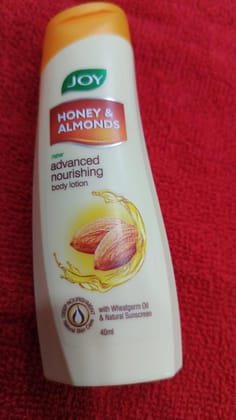 JOY
HONEY &
ALMONDS
new
advanced
nourishing
body lotion
with Wheatgerm Oil
& Natural Sunscreen
40ml